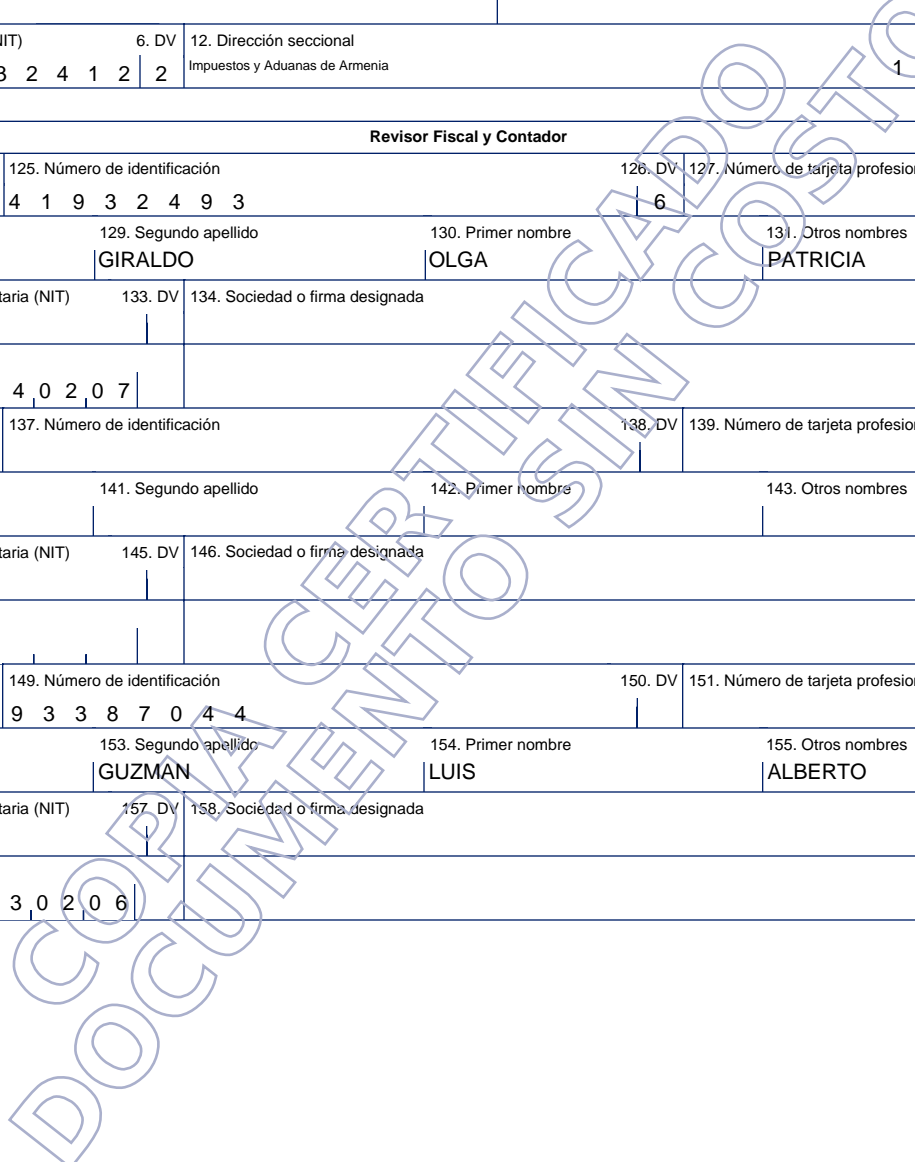 NIT) 6. DV 12. Dirección seccional
3 2 4 1 2 2 Impuestos y Aduanas de Armenia 1
Revisor Fiscal y Contador
125. Número de identificación 126. DV 127. Número de tarjeta profesion
4 1 9 3 2 4 9 3 6
129. Segundo apellido 130. Primer nombre 131. Otros nombres
GIRALDO OLGA PATRICIA
taria (NIT) 133. DV 134. Sociedad o firma designada
4 0 2 0 7
137. Número de identificación 138. DV 139. Número de tarjeta profesion
141. Segundo apellido 142. Primer nombre 143. Otros nombres
taria (NIT) 145. DV 146. Sociedad o firma designada
149. Número de identificación 150. DV 151. Número de tarjeta profesion
9 3 3 8 7 0 4 4
153. Segundo apellido 154. Primer nombre 155. Otros nombres
GUZMAN LUIS ALBERTO
taria (NIT) 157. DV 158. Sociedad o firma designada
3 0 2 0 6
COPIA CERTIFICADO
DOCUMENTO SIN COSTO